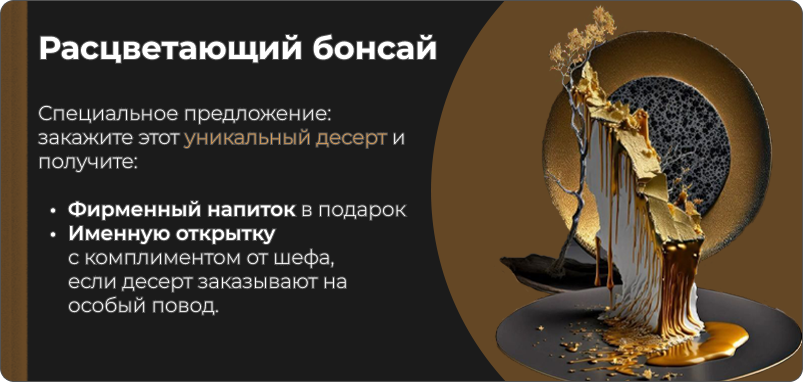 Расцветающий бонсай
Специальное предложение:
закажите этот уникальный десерт и
получите:
• Фирменный напиток в подарок
• Именную открытку
с комплиментом от шефа,
если десерт заказывают на
особый повод.